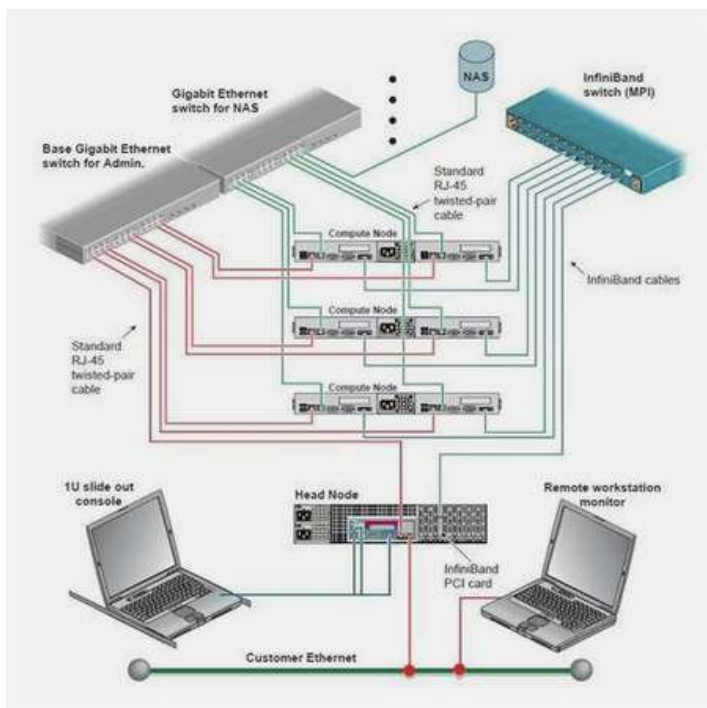 NAS
InfiniBand
switch (MPI)
Gigabit Ethernet
switch for NAS
Base Gigabit Ethernet
switch for Admin.
Standard
RJ-45
twisted-pair
cable
Compute Node
InfiniBand cables
Compute Node
Standard
RJ-45
twisted-pair
cable
Compute Node
1U slide out
console
Head Node
Remote workstation
monitor
InfiniBand
PCI card
Customer Ethernet